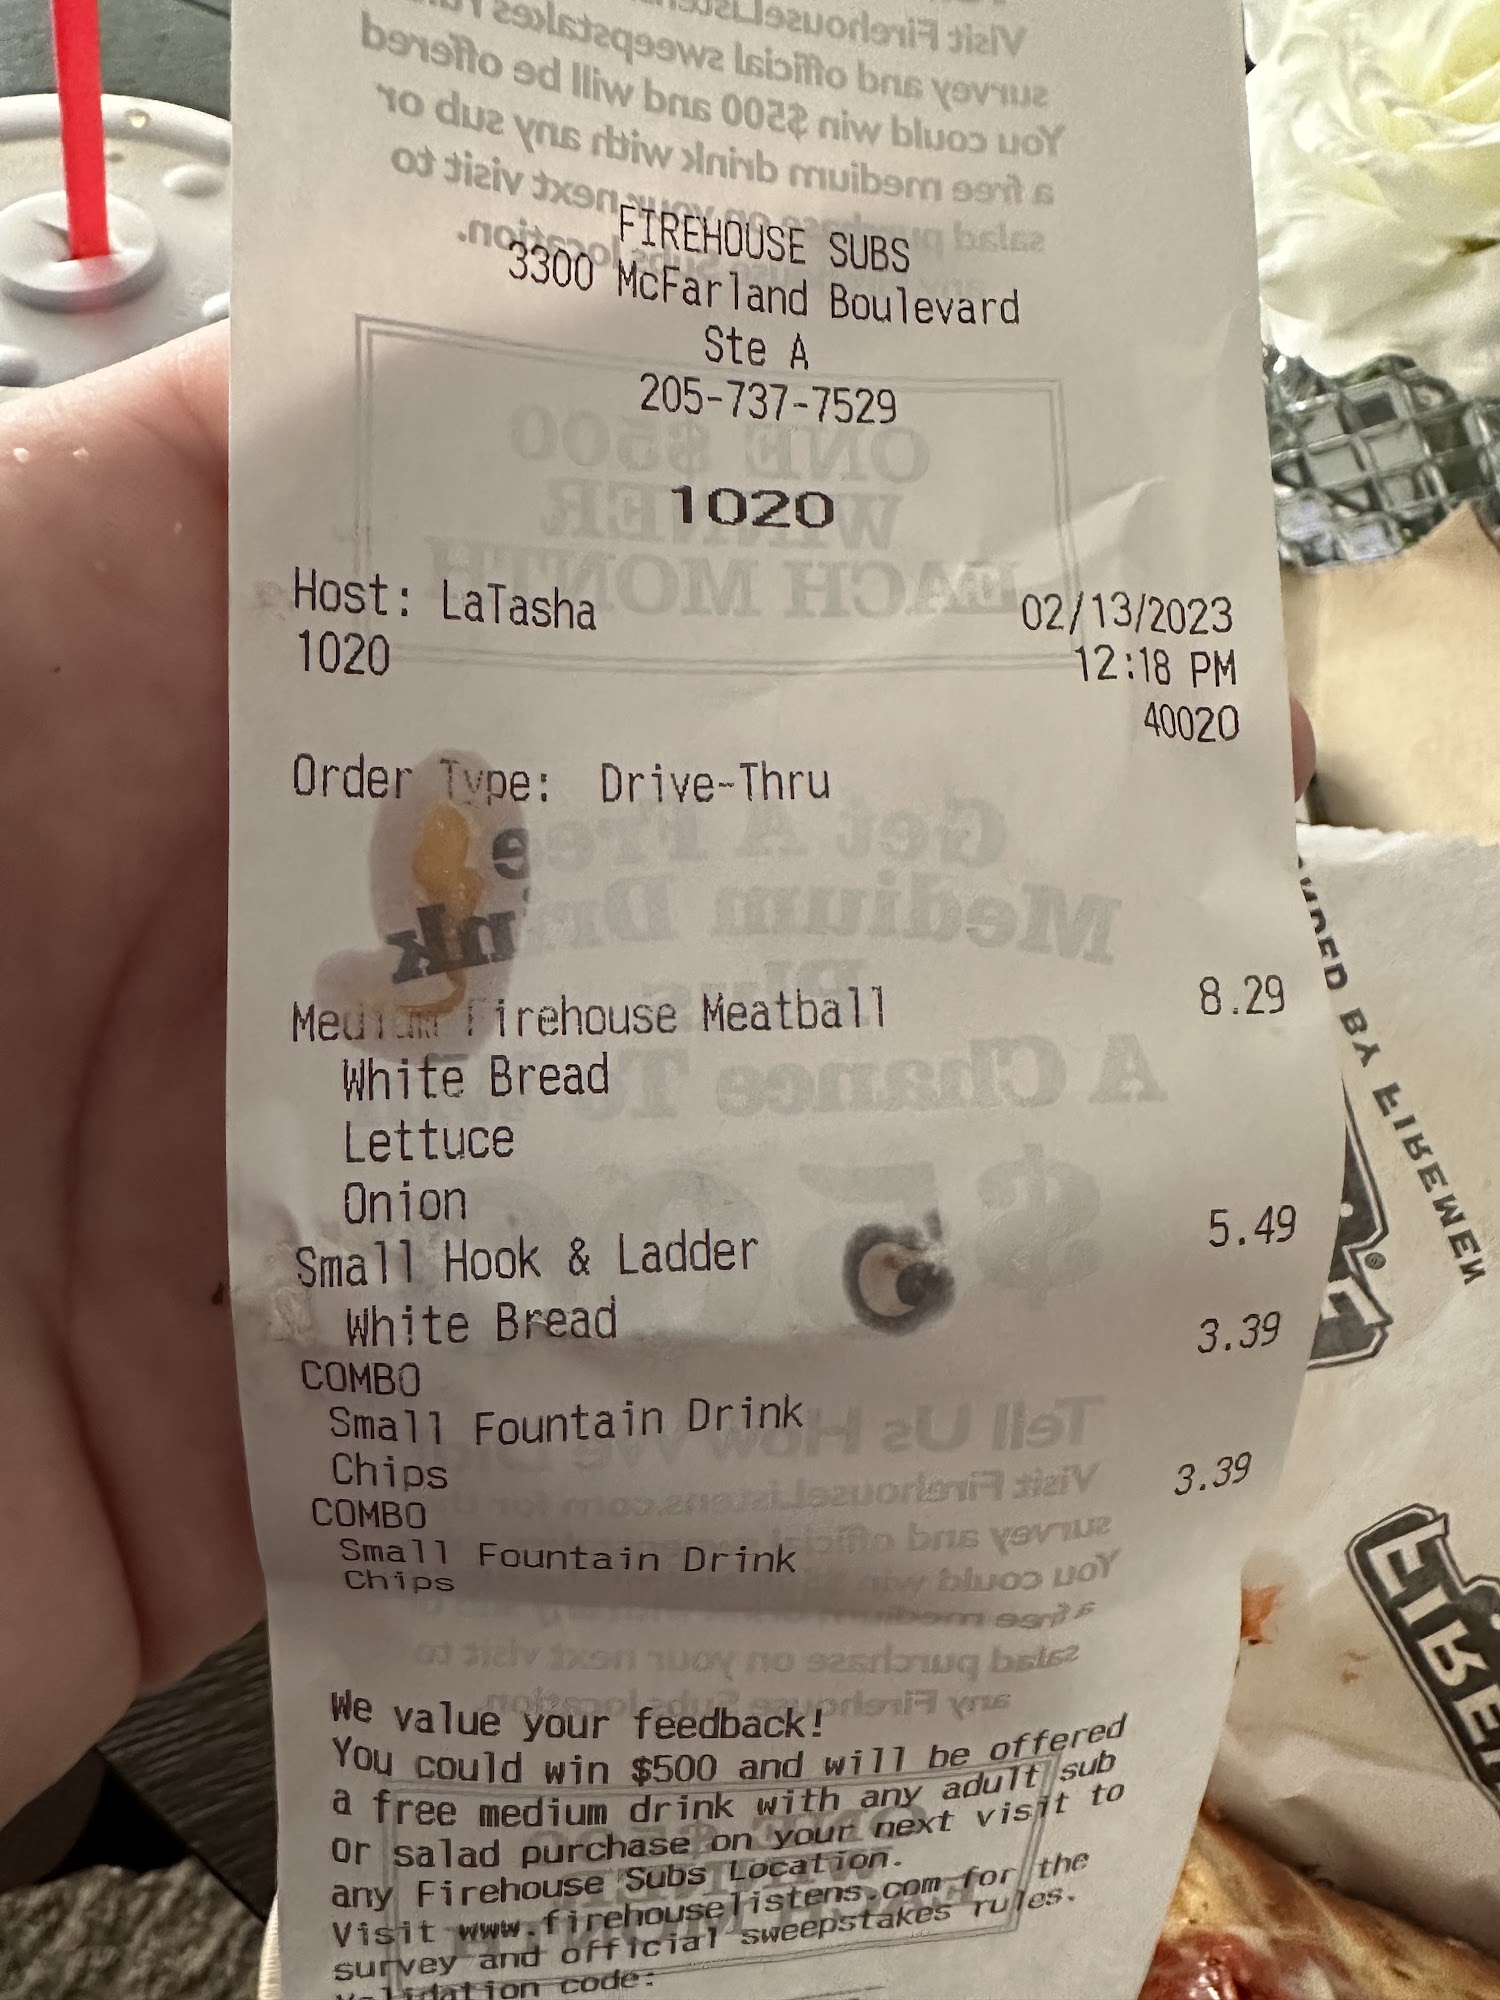 FIREHOUSE SUBS
3300 McFarland Boulevard
Ste A
205-737-7529
1020
Host: LaTasha 02/13/2023
1020 12:18 PM
40020
Order Type: Drive-Thru
Medium Firehouse Meatball 8.29
White Bread
Lettuce
Onion
Small Hook & Ladder 5.49
White Bread
COMBO 3.39
Small Fountain Drink
Chips
COMBO 3.39
Small Fountain Drink
Chips
We value your feedback!
You could win $500 and will be offered
a free medium drink with any adult sub
or salad purchase on your next visit to
any Firehouse Subs Location.
Visit www.firehouselistens.com for the
survey and official sweepstakes rules.
Validation code: